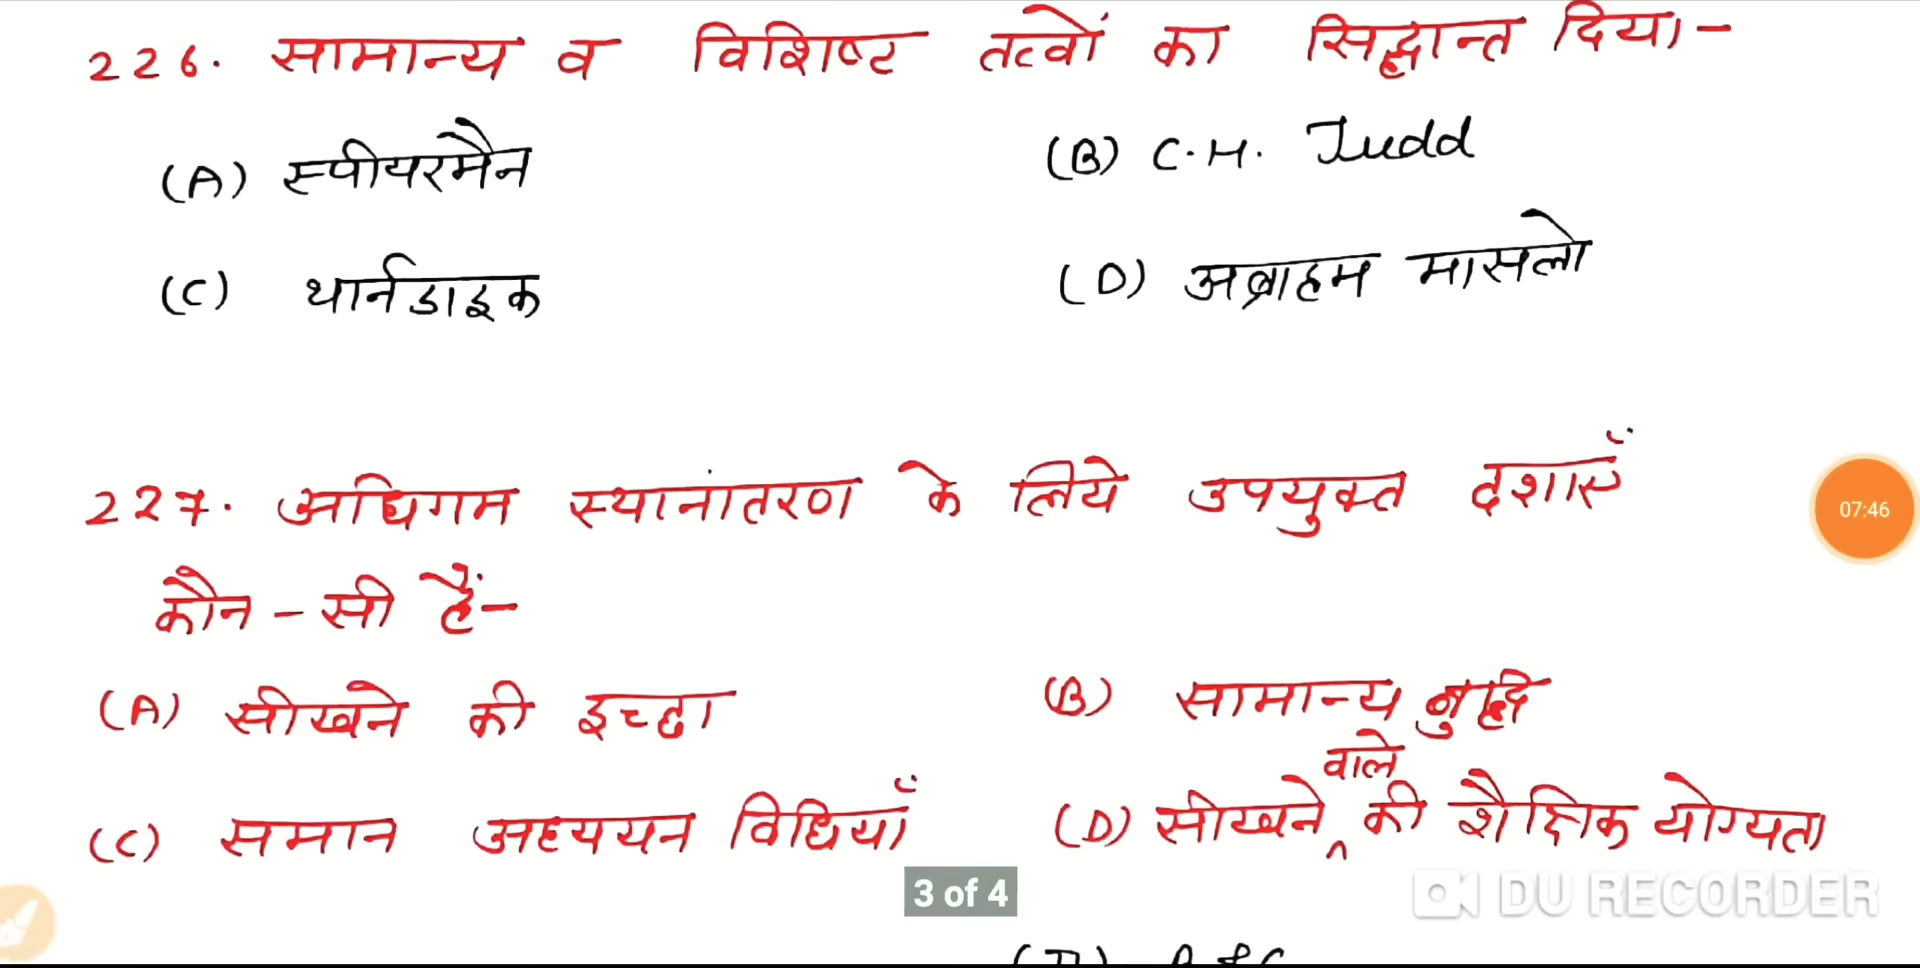 226. सामान्य व विशिष्ट तत्वों का सिद्धान्त दिया-
(A) स्पीयरमैन (B) C.H. Judd
(C) थार्नडाइक (D) अब्राहम मासलो
227. अधिगम स्थानांतरण के लिये उपयुक्त दशाएँ
07:46
कौन-सी हैं-
(A) सीखने की इच्छा (B) सामान्य बुद्धि
वाले
(C) समान अध्ययन विधियाँ (D) सीखने की शैक्षिक योग्यता
3 of 4
DU RECORDER